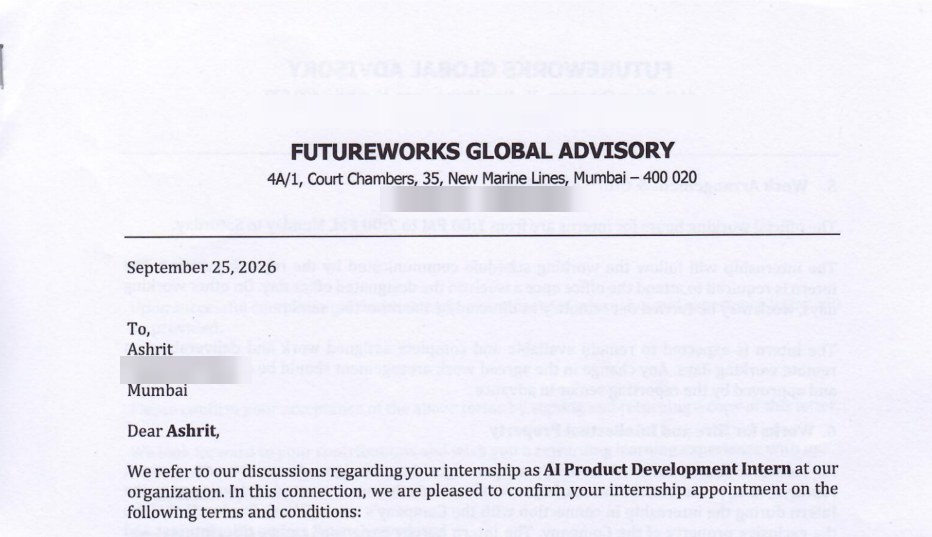 FUTUREWORKS GLOBAL ADVISORY
4A/1, Court Chambers, 35, New Marine Lines, Mumbai – 400 020
September 25, 2026
To,
Ashrit
Mumbai
Dear Ashrit,
We refer to our discussions regarding your internship as AI Product Development Intern at our
organization. In this connection, we are pleased to confirm your internship appointment on the
following terms and conditions: